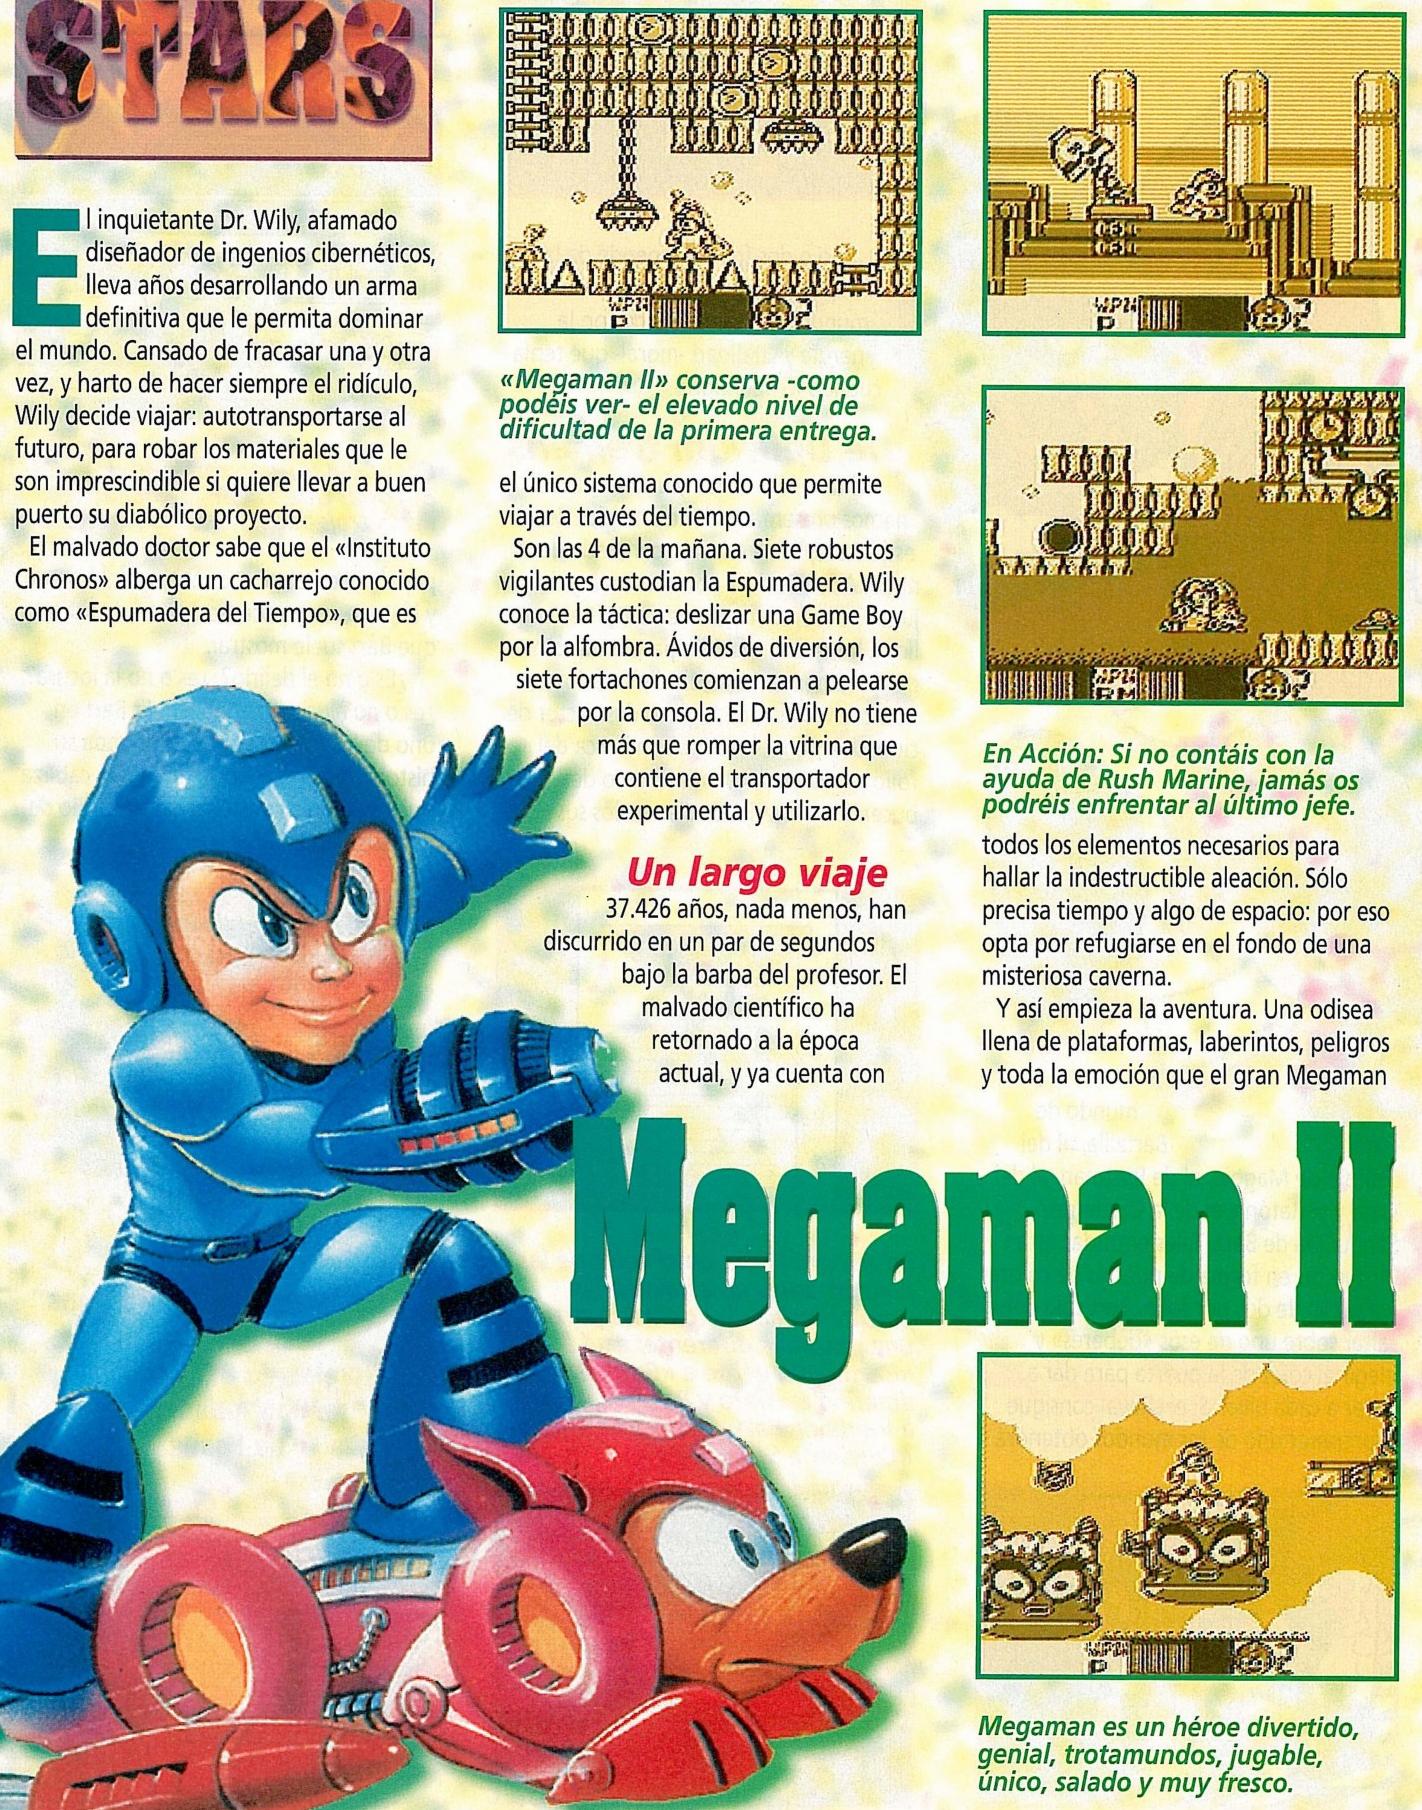 STARS
El inquietante Dr. Wily, afamado
diseñador de ingenios cibernéticos,
lleva años desarrollando un arma
definitiva que le permita dominar
el mundo. Cansado de fracasar una y otra
vez, y harto de hacer siempre el ridículo,
Wily decide viajar: autotransportarse al
futuro, para robar los materiales que le
son imprescindible si quiere llevar a buen
puerto su diabólico proyecto.
El malvado doctor sabe que el «Instituto
Chronos» alberga un cacharrejo conocido
como «Espumadera del Tiempo», que es
«Megaman II» conserva -como
podéis ver- el elevado nivel de
dificultad de la primera entrega.
el único sistema conocido que permite
viajar a través del tiempo.
Son las 4 de la mañana. Siete robustos
vigilantes custodian la Espumadera. Wily
conoce la táctica: deslizar una Game Boy
por la alfombra. Ávidos de diversión, los
siete fortachones comienzan a pelearse
por la consola. El Dr. Wily no tiene
más que romper la vitrina que
contiene el transportador
experimental y utilizarlo.
Un largo viaje
37.426 años, nada menos, han
discurrido en un par de segundos
bajo la barba del profesor. El
malvado científico ha
retornado a la época
actual, y ya cuenta con
En Acción: Si no contáis con la
ayuda de Rush Marine, jamás os
podréis enfrentar al último jefe.
todos los elementos necesarios para
hallar la indestructible aleación. Sólo
precisa tiempo y algo de espacio: por eso
opta por refugiarse en el fondo de una
misteriosa caverna.
Y así empieza la aventura. Una odisea
llena de plataformas, laberintos, peligros
y toda la emoción que el gran Megaman
Megaman II
Megaman es un héroe divertido,
genial, trotamundos, jugable,
único, salado y muy fresco.